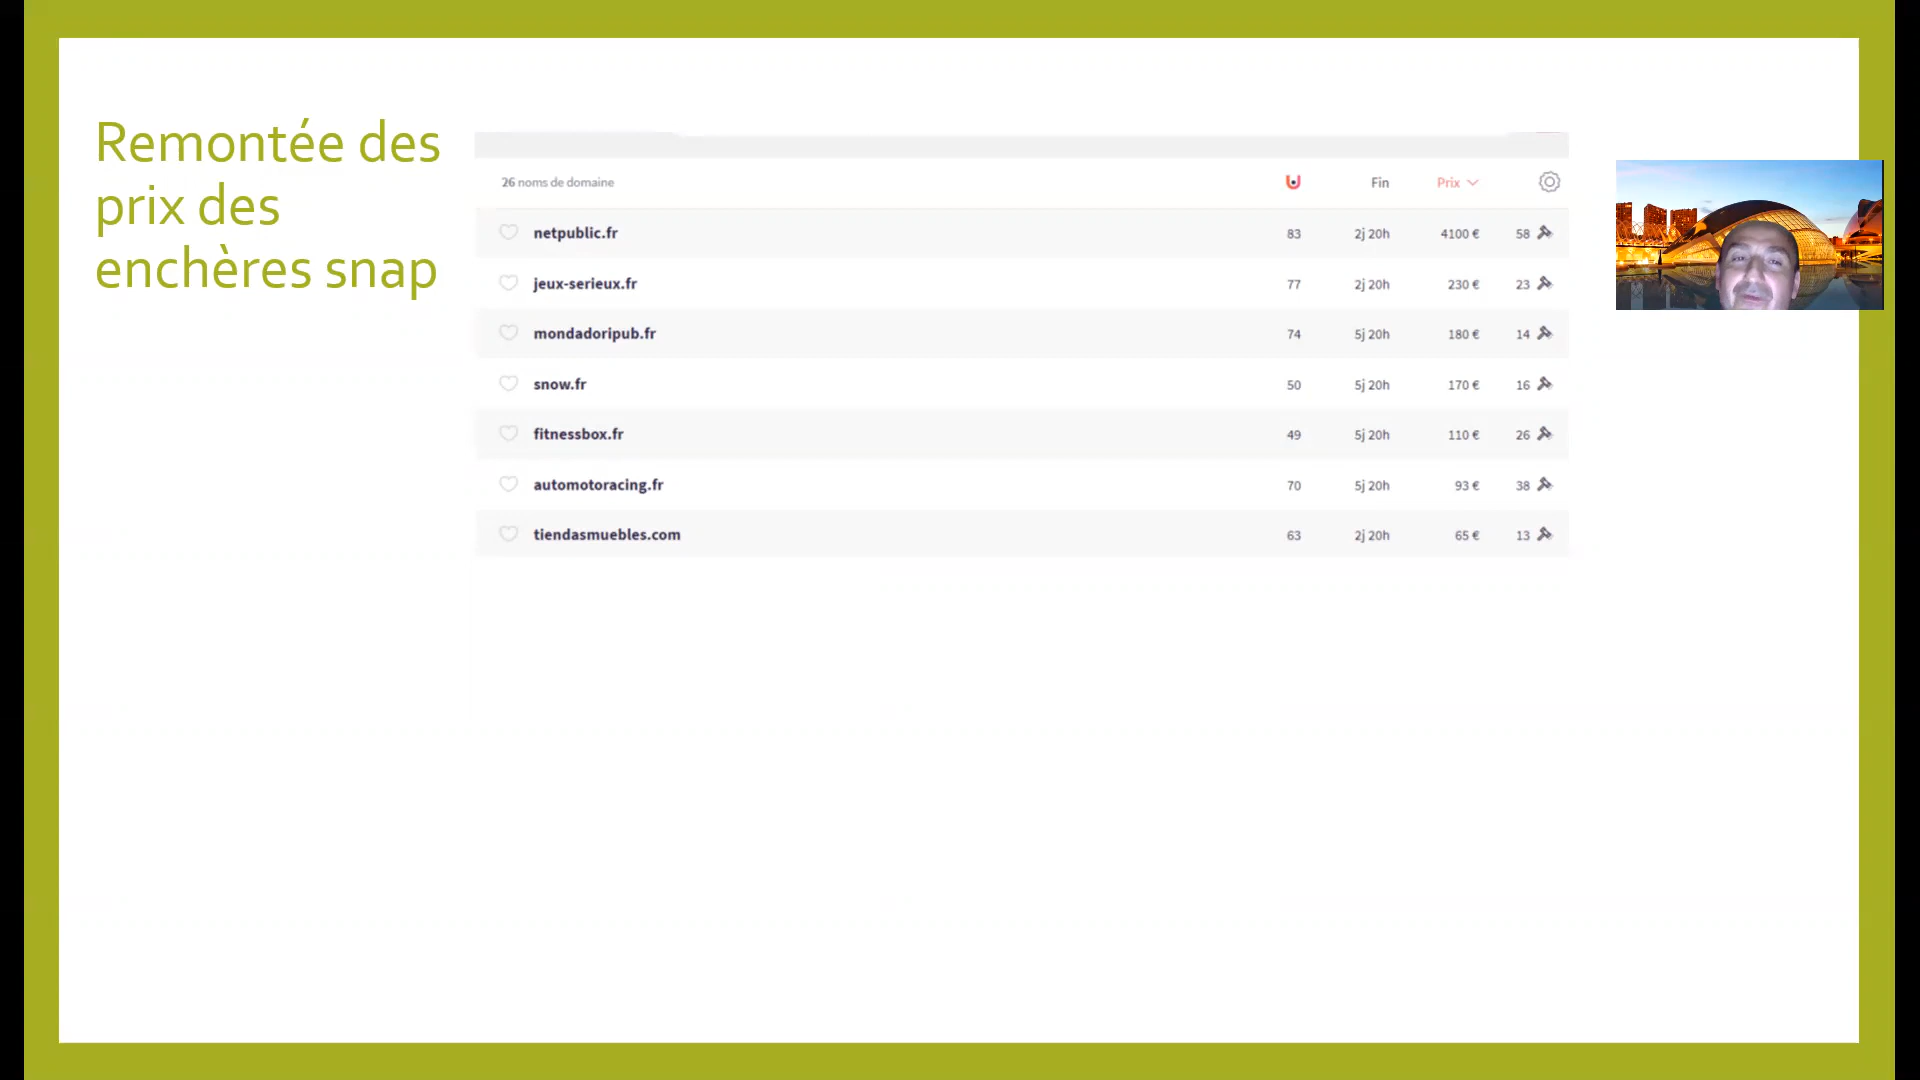 Remontée des
prix des
enchères snap
26 noms de domaine Fin Prix
netpublic.fr 83 2j 20h 4100 € 58
jeux-serieux.fr 77 2j 20h 230 € 23
mondadoripub.fr 74 5j 20h 180 € 14
snow.fr 50 5j 20h 170 € 16
fitnessbox.fr 49 5j 20h 110 € 26
automotoracing.fr 70 5j 20h 93 € 38
tiendasmuebles.com 63 2j 20h 65 € 13